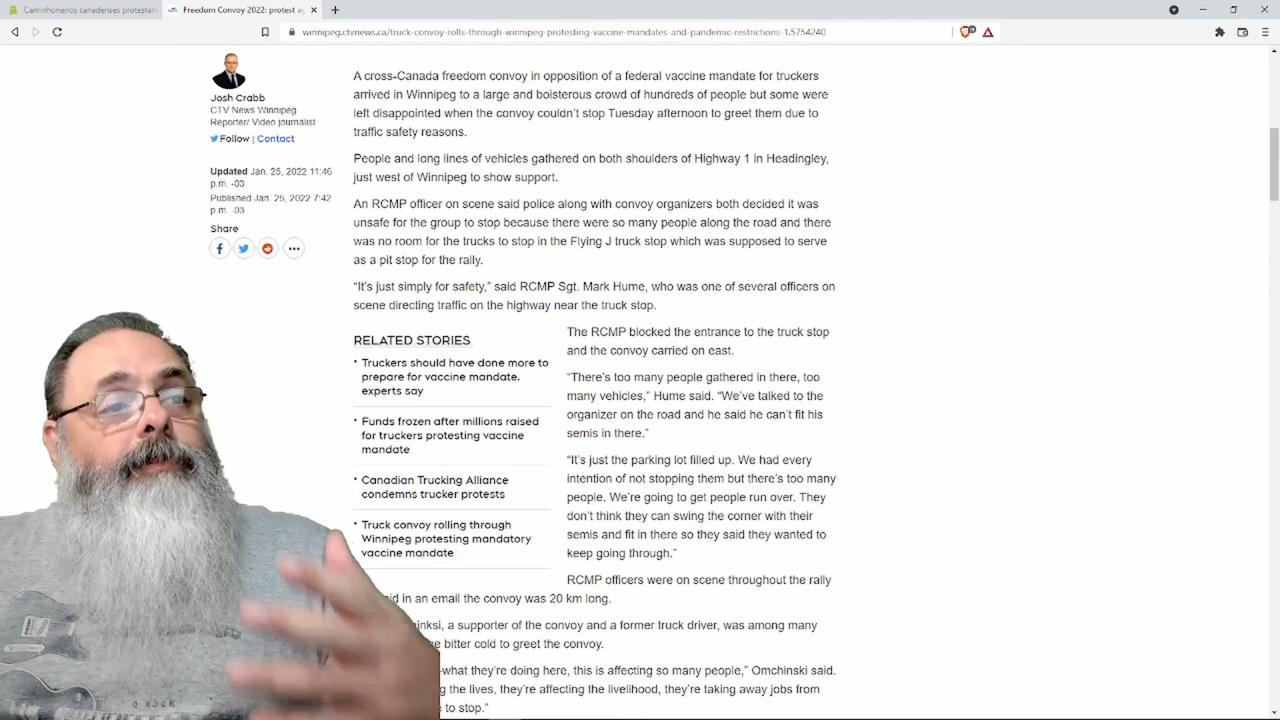 Caminhoneiros canadenses protestam
Freedom Convoy 2022: protest ag
winnipeg.ctvnews.ca/truck-convoy-rolls-through-winnipeg-protesting-vaccine-mandates-and-pandemic-restrictions-1.5754240
Josh Crabb
CTV News Winnipeg
Reporter/ Video journalist
Follow | Contact
Updated Jan. 25, 2022 11:46
p.m. -03
Published Jan. 25, 2022 7:42
p.m. -03
Share
A cross-Canada freedom convoy in opposition of a federal vaccine mandate for truckers
arrived in Winnipeg to a large and boisterous crowd of hundreds of people but some were
left disappointed when the convoy couldn't stop Tuesday afternoon to greet them due to
traffic safety reasons.
People and long lines of vehicles gathered on both shoulders of Highway 1 in Headingley,
just west of Winnipeg to show support.
An RCMP officer on scene said police along with convoy organizers both decided it was
unsafe for the group to stop because there were so many people along the road and there
was no room for the trucks to stop in the Flying J truck stop which was supposed to serve
as a pit stop for the rally.
“It's just simply for safety,” said RCMP Sgt. Mark Hume, who was one of several officers on
scene directing traffic on the highway near the truck stop.
RELATED STORIES
Truckers should have done more to
prepare for vaccine mandate,
experts say
Funds frozen after millions raised
for truckers protesting vaccine
mandate
Canadian Trucking Alliance
condemns trucker protests
Truck convoy rolling through
Winnipeg protesting mandatory
vaccine mandate
The RCMP blocked the entrance to the truck stop
and the convoy carried on east.
“There's too many people gathered in there, too
many vehicles,” Hume said. “We've talked to the
organizer on the road and he said he can't fit his
semis in there.”
“It's just the parking lot filled up. We had every
intention of not stopping them but there's too many
people. We're going to get people run over. They
don't think they can swing the corner with their
semis and fit in there so they said they wanted to
keep going through.”
RCMP officers were on scene throughout the rally
in an email the convoy was 20 km long.
a supporter of the convoy and a former truck driver, was among many
bitter cold to greet the convoy.
what they're doing here, this is affecting so many people,” Omchinski said.
the lives, they're affecting the livelihood, they're taking away jobs from
to stop.”
ROCK